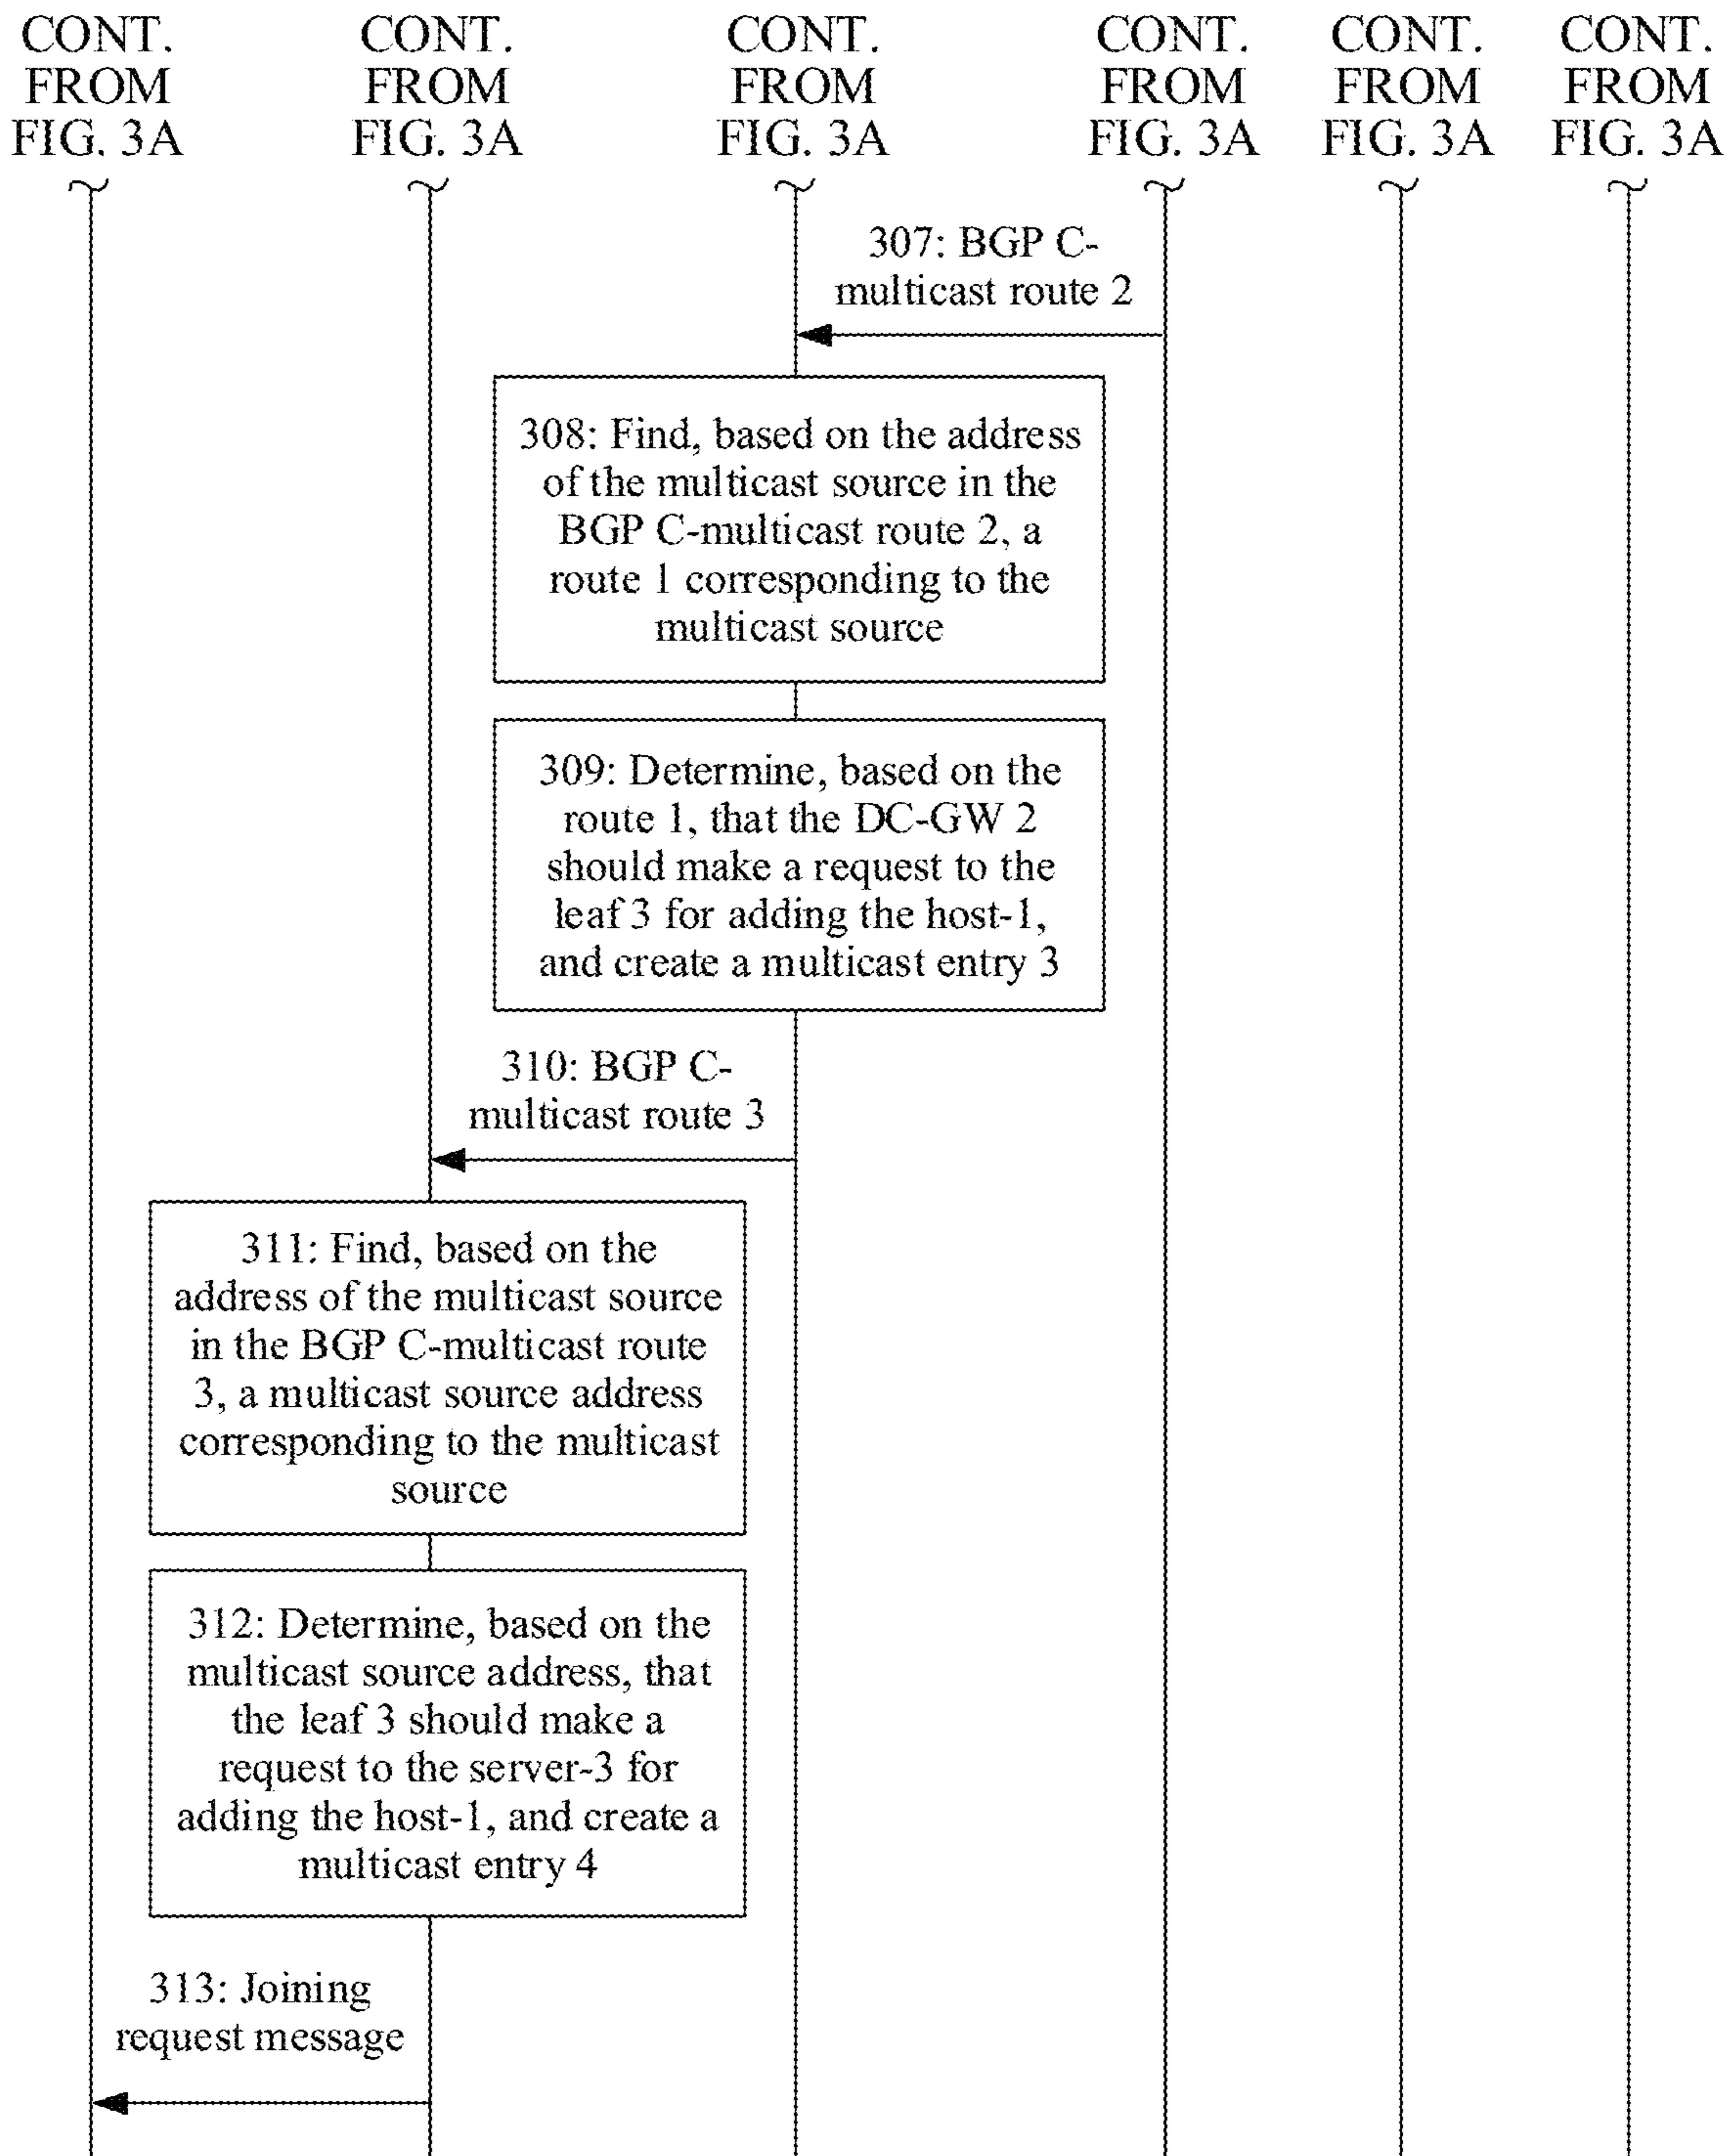 CONT.
FROM
FIG. 3A
CONT.
FROM
FIG. 3A
CONT.
FROM
FIG. 3A
CONT.
FROM
FIG. 3A
CONT.
FROM
FIG. 3A
CONT.
FROM
FIG. 3A
307: BGP C-
multicast route 2
308: Find, based on the address
of the multicast source in the
BGP C-multicast route 2, a
route 1 corresponding to the
multicast source
309: Determine, based on the
route 1, that the DC-GW 2
should make a request to the
leaf 3 for adding the host-1,
and create a multicast entry 3
310: BGP C-
multicast route 3
311: Find, based on the
address of the multicast source
in the BGP C-multicast route
3, a multicast source address
corresponding to the multicast
source
312: Determine, based on the
multicast source address, that
the leaf 3 should make a
request to the server-3 for
adding the host-1, and create a
multicast entry 4
313: Joining
request message